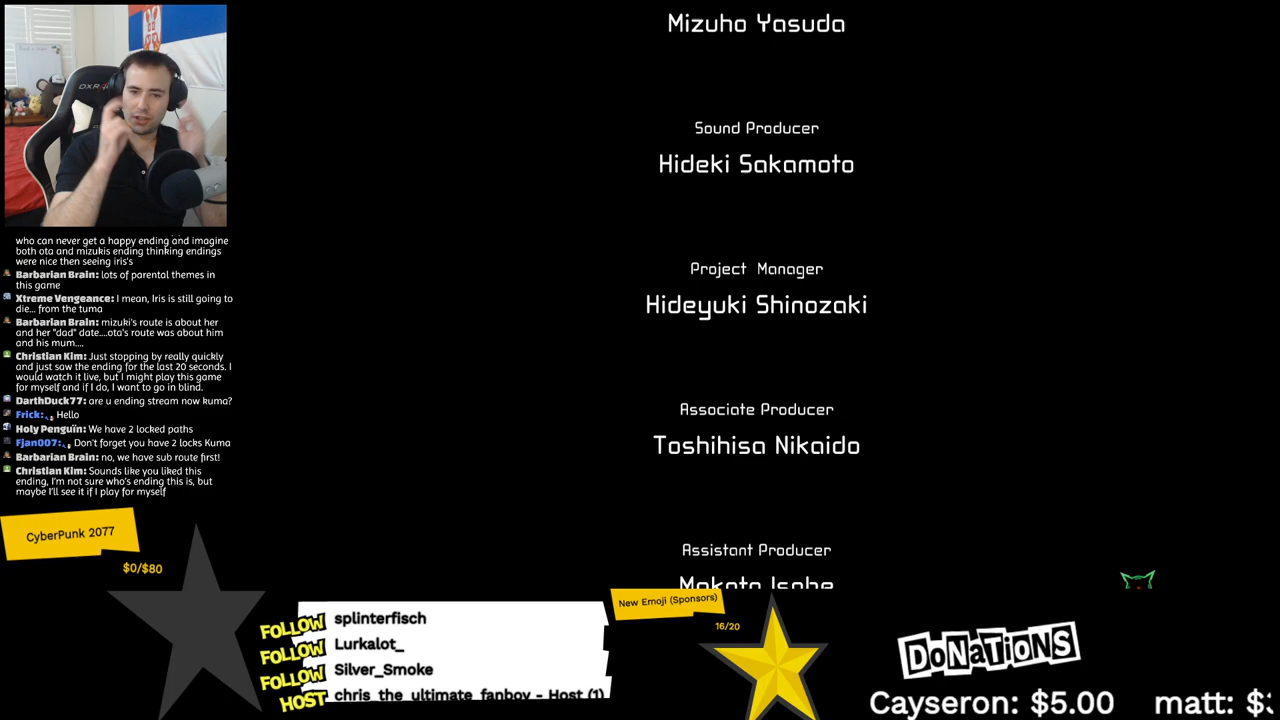 who can never get a happy ending and imagine
both ota and mizukis ending thinking endings
were nice then seeing iris's
Barbarian Brain: lots of parental themes in
this game
Xtreme Vengeance: I mean, Iris is still going to
die... from the tuma
Barbarian Brain: mizuki's route is about her
and her "dad" date....ota's route was about him
and his mum....
Christian Kim: Just stopping by really quickly
and just saw the ending for the last 20 seconds. I
would watch it live, but I might play this game
for myself and if I do, I want to go in blind.
DarthDuck77: are u ending stream now kuma?
Frick: Hello
Holy Penguïn: We have 2 locked paths
Fjan007: Don't forget you have 2 locks Kuma
Barbarian Brain: no, we have sub route first!
Christian Kim: Sounds like you liked this
ending, I'm not sure who's ending this is, but
maybe I'll see it if I play for myself
Mizuho Yasuda
Sound Producer
Hideki Sakamoto
Project Manager
Hideyuki Shinozaki
Associate Producer
Toshihisa Nikaido
Assistant Producer
Makoto Isobe
CyberPunk 2077
$0/$80
FOLLOW splinterfisch
FOLLOW Lurkalot_
FOLLOW Silver_Smoke
HOST chris_the_ultimate_fanboy - Host (1)
New Emoji (Sponsors)
16/20
DONATIONS
Cayseron: $5.00 matt: